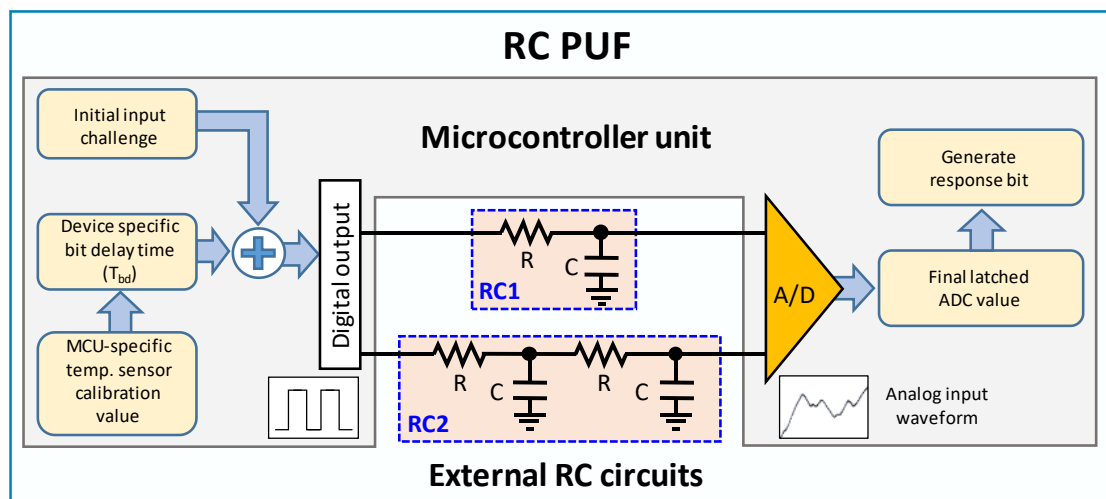 RC PUF
Initial input
challenge
Microcontroller unit
Generate
response bit
Device specific
bit delay time
(Tbd)
Digital output
R
C
RC1
A/D
Final latched
ADC value
MCU-specific
temp. sensor
calibration
value
R
C
R
C
RC2
Analog input
waveform
External RC circuits